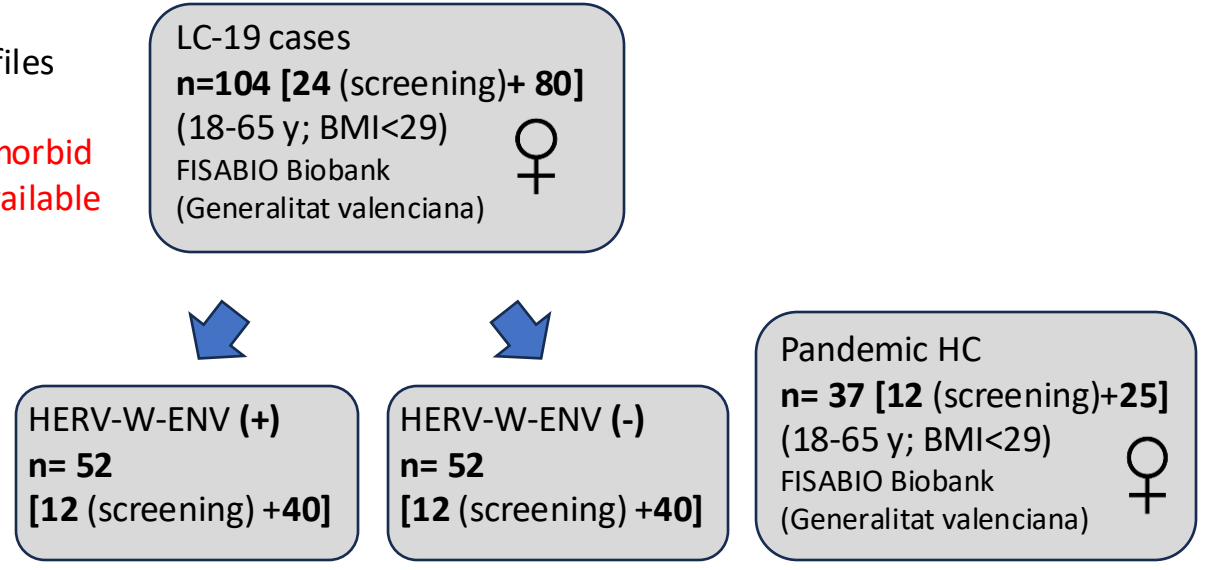 files
morbid
ailable
LC-19 cases
n=104 [24 (screening)+ 80]
(18-65 y; BMI<29)
FISABIO Biobank
(Generalitat valenciana)
HERV-W-ENV (+)
n= 52
[12 (screening) +40]
HERV-W-ENV (-)
n= 52
[12 (screening) +40]
Pandemic HC
n= 37 [12 (screening)+25]
(18-65 y; BMI<29)
FISABIO Biobank
(Generalitat valenciana)